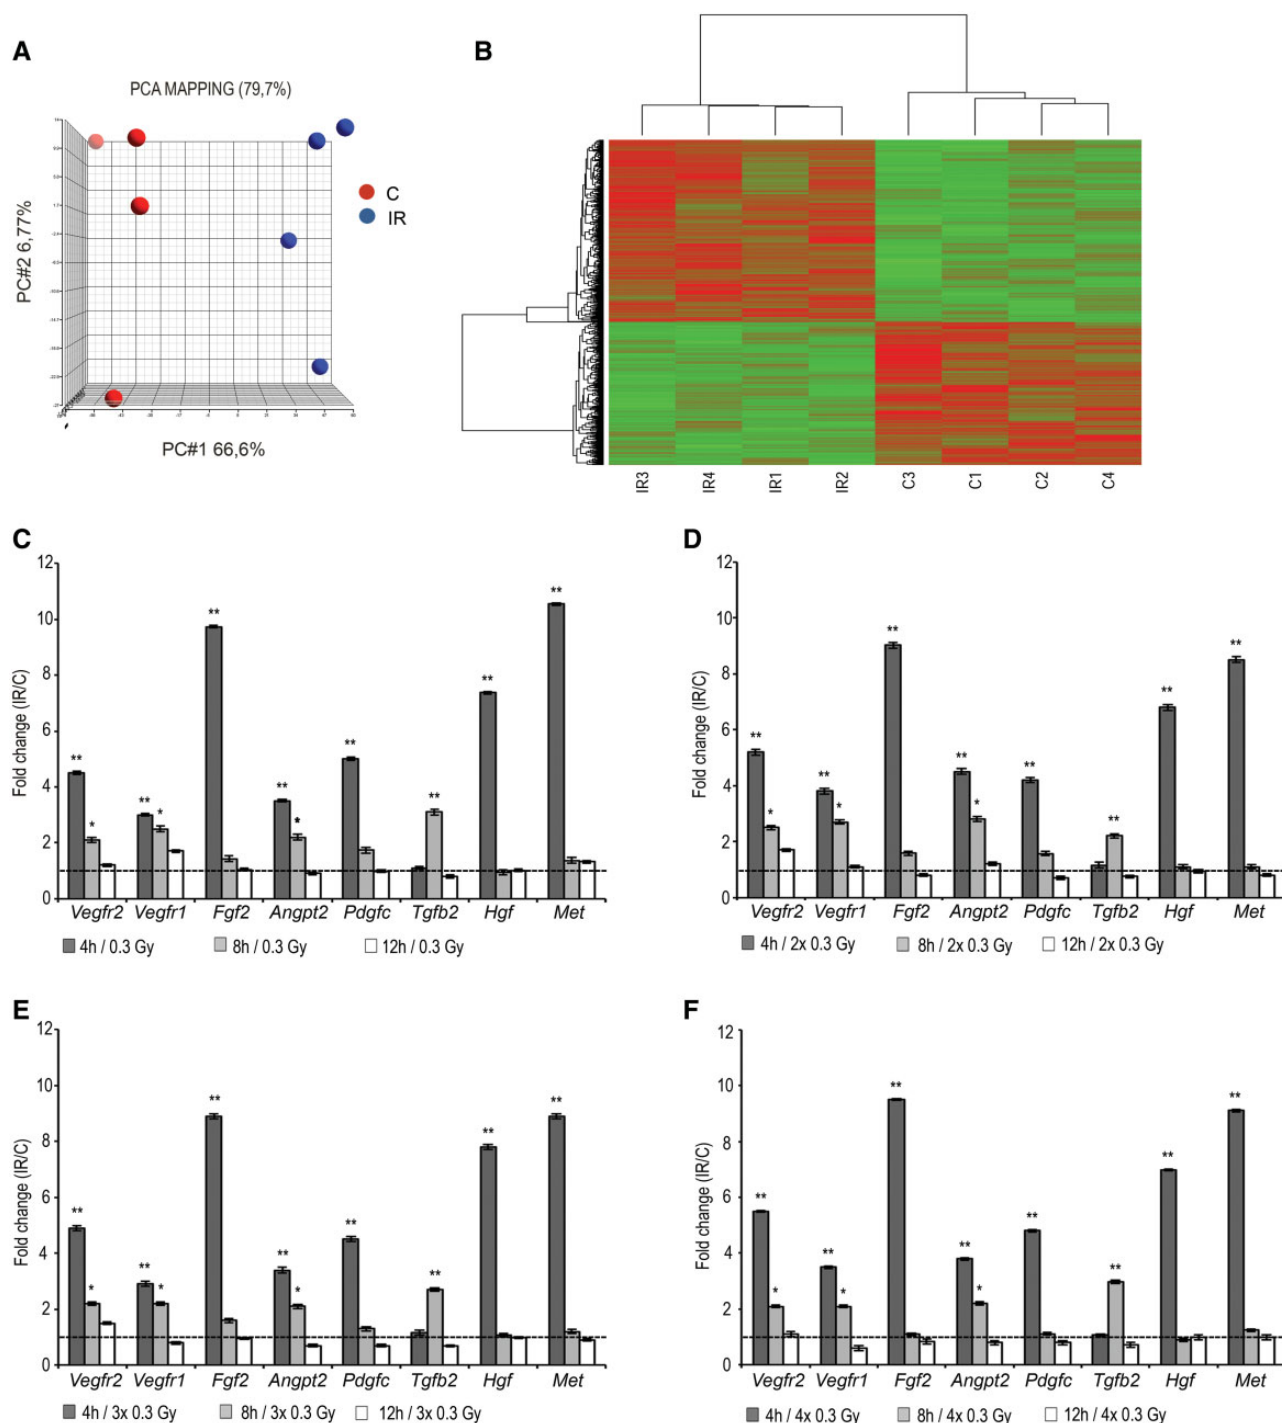 A
PCA MAPPING (79,7%)
PC#2 6,77%
PC#1 66,6%
C
IR
B
IR3 IR4 IR1 IR2 C3 C1 C2 C4
C
Fold change (IR/C)
12
10
8
6
4
2
0
** * ** * ** ** * ** ** ** **
Vegfr2 Vegfr1 Fgf2 Angpt2 Pdgfc Tgfb2 Hgf Met
4h / 0.3 Gy 8h / 0.3 Gy 12h / 0.3 Gy
D
Fold change (IR/C)
12
10
8
6
4
2
0
** * ** * ** ** * ** ** ** **
Vegfr2 Vegfr1 Fgf2 Angpt2 Pdgfc Tgfb2 Hgf Met
4h / 2x 0.3 Gy 8h / 2x 0.3 Gy 12h / 2x 0.3 Gy
E
Fold change (IR/C)
12
10
8
6
4
2
0
** * ** * ** ** * ** ** ** **
Vegfr2 Vegfr1 Fgf2 Angpt2 Pdgfc Tgfb2 Hgf Met
4h / 3x 0.3 Gy 8h / 3x 0.3 Gy 12h / 3x 0.3 Gy
F
Fold change (IR/C)
12
10
8
6
4
2
0
** * ** * ** ** * ** ** ** **
Vegfr2 Vegfr1 Fgf2 Angpt2 Pdgfc Tgfb2 Hgf Met
4h / 4x 0.3 Gy 8h / 4x 0.3 Gy 12h / 4x 0.3 Gy